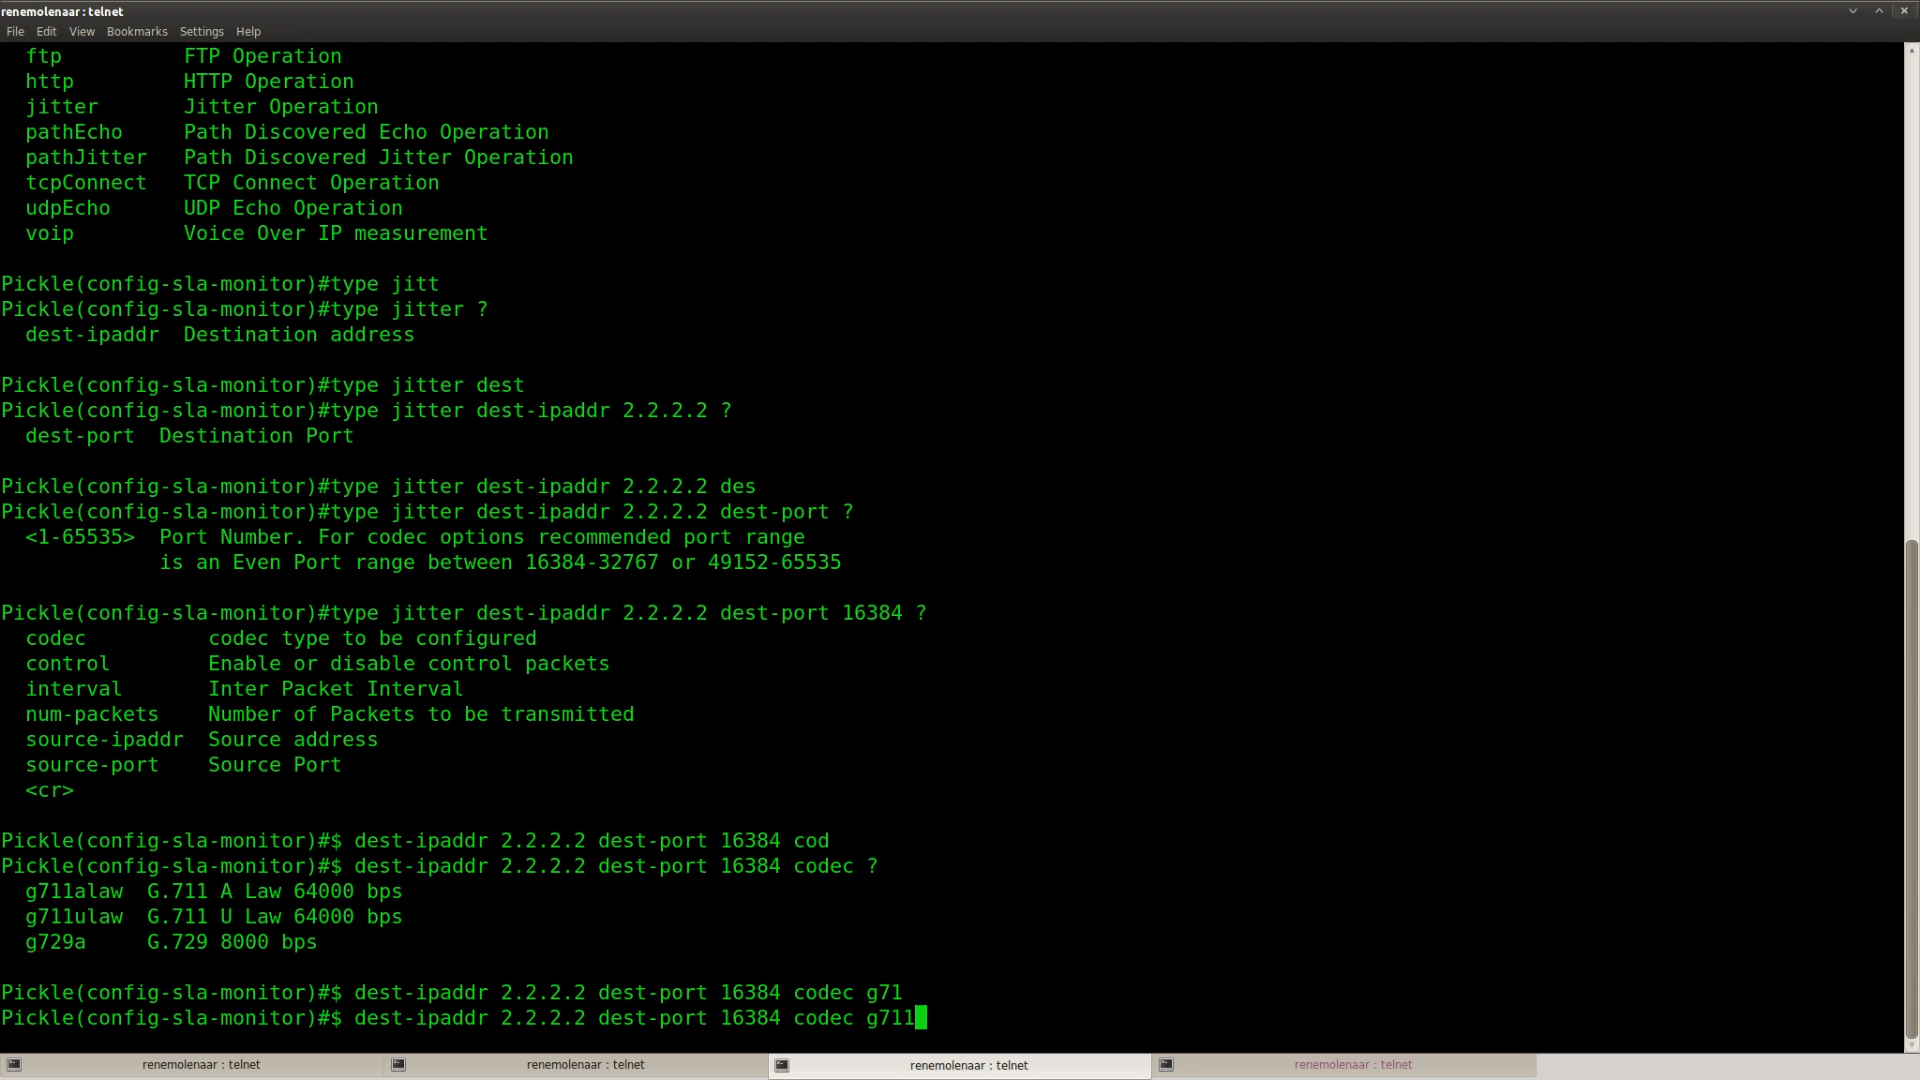 renemolenaar : telnet
File Edit View Bookmarks Settings Help
ftp FTP Operation
http HTTP Operation
jitter Jitter Operation
pathEcho Path Discovered Echo Operation
pathJitter Path Discovered Jitter Operation
tcpConnect TCP Connect Operation
udpEcho UDP Echo Operation
voip Voice Over IP measurement
Pickle(config-sla-monitor)#type jitt
Pickle(config-sla-monitor)#type jitter ?
dest-ipaddr Destination address
Pickle(config-sla-monitor)#type jitter dest
Pickle(config-sla-monitor)#type jitter dest-ipaddr 2.2.2.2 ?
dest-port Destination Port
Pickle(config-sla-monitor)#type jitter dest-ipaddr 2.2.2.2 des
Pickle(config-sla-monitor)#type jitter dest-ipaddr 2.2.2.2 dest-port ?
<1-65535> Port Number. For codec options recommended port range
is an Even Port range between 16384-32767 or 49152-65535
Pickle(config-sla-monitor)#type jitter dest-ipaddr 2.2.2.2 dest-port 16384 ?
codec codec type to be configured
control Enable or disable control packets
interval Inter Packet Interval
num-packets Number of Packets to be transmitted
source-ipaddr Source address
source-port Source Port
<cr>
Pickle(config-sla-monitor)#$ dest-ipaddr 2.2.2.2 dest-port 16384 cod
Pickle(config-sla-monitor)#$ dest-ipaddr 2.2.2.2 dest-port 16384 codec ?
g711alaw G.711 A Law 64000 bps
g711ulaw G.711 U Law 64000 bps
g729a G.729 8000 bps
Pickle(config-sla-monitor)#$ dest-ipaddr 2.2.2.2 dest-port 16384 codec g71
Pickle(config-sla-monitor)#$ dest-ipaddr 2.2.2.2 dest-port 16384 codec g711
renemolenaar : telnet renemolenaar : telnet renemolenaar : telnet renemolenaar : telnet